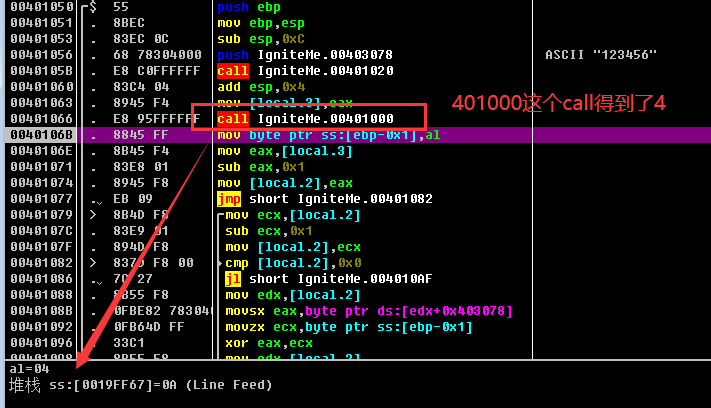 00401050 ┌$ 55 push ebp
00401051 . 8BEC mov ebp,esp
00401053 . 83EC 0C sub esp,0xC
00401056 . 68 78304000 push IgniteMe.00403078 ASCII "123456"
0040105B . E8 C0FFFFFF call IgniteMe.00401020
00401060 . 83C4 04 add esp,0x4
00401063 . 8945 F4 mov [local.3],eax
00401066 . E8 95FFFFFF call IgniteMe.00401000
401000这个call得到了4
0040106B . 8845 FF mov byte ptr ss:[ebp-0x1],al
0040106E . 8B45 F4 mov eax,[local.3]
00401071 . 83E8 01 sub eax,0x1
00401074 . 8945 F8 mov [local.2],eax
00401077 . EB 09 jmp short IgniteMe.00401082
00401079 > 8B4D F8 mov ecx,[local.2]
0040107C . 83E9 01 sub ecx,0x1
0040107F . 894D F8 mov [local.2],ecx
00401082 > 837D F8 00 cmp [local.2],0x0
00401086 . 7C 27 jl short IgniteMe.004010AF
00401088 . 8B55 F8 mov edx,[local.2]
0040108B . 0FBE82 783040 movsx eax,byte ptr ds:[edx+0x403078]
00401092 . 0FB64D FF movzx ecx,byte ptr ss:[ebp-0x1]
00401096 . 33C1 xor eax,ecx
al=04
堆栈 ss:[0019FF67]=0A (Line Feed)